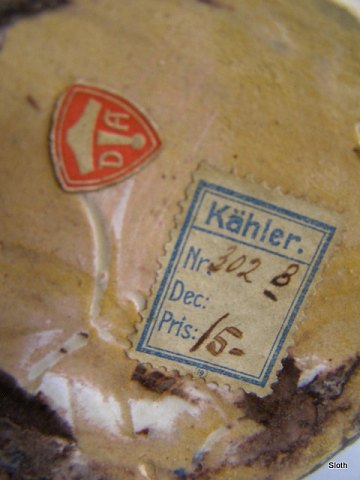 DA
Kähler.
Nr. 302 B
Dec:
Pris: 15-
Sloth